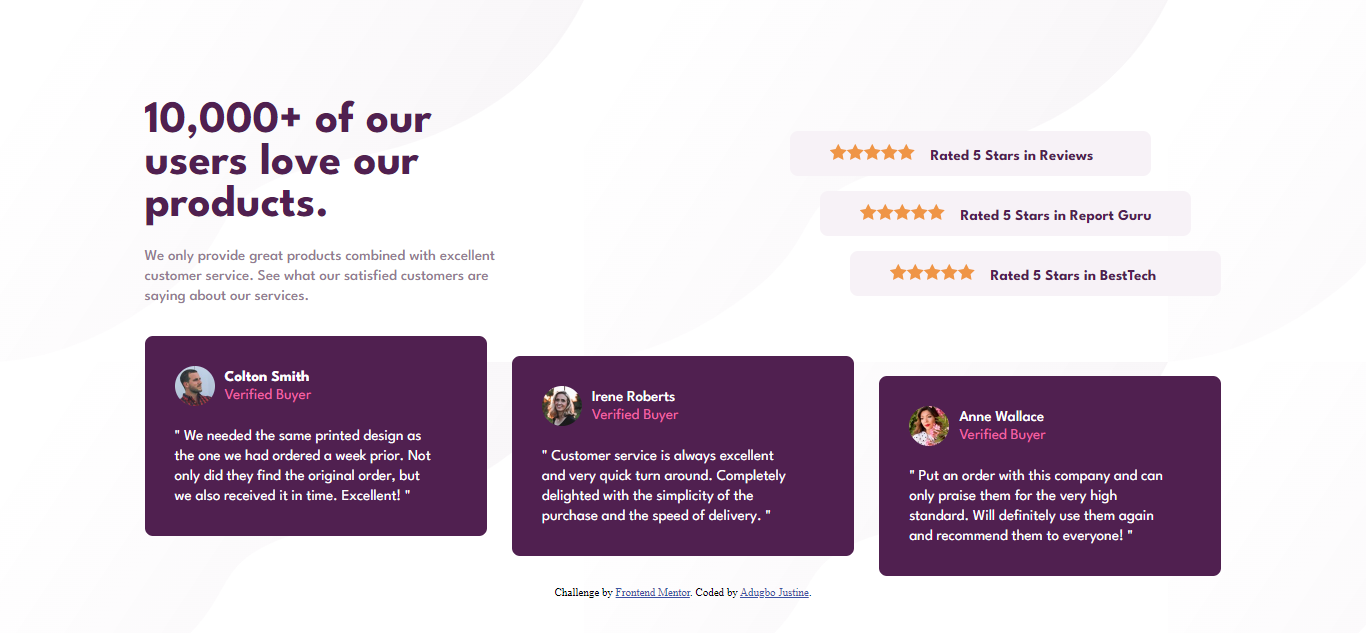 10,000+ of our
users love our
products.
We only provide great products combined with excellent
customer service. See what our satisfied customers are
saying about our services.
Rated 5 Stars in Reviews
Rated 5 Stars in Report Guru
Rated 5 Stars in BestTech
Colton Smith
Verified Buyer
" We needed the same printed design as
the one we had ordered a week prior. Not
only did they find the original order, but
we also received it in time. Excellent! "
Irene Roberts
Verified Buyer
" Customer service is always excellent
and very quick turn around. Completely
delighted with the simplicity of the
purchase and the speed of delivery. "
Anne Wallace
Verified Buyer
" Put an order with this company and can
only praise them for the very high
standard. Will definitely use them again
and recommend them to everyone! "
Challenge by Frontend Mentor. Coded by Adugbo Justine.